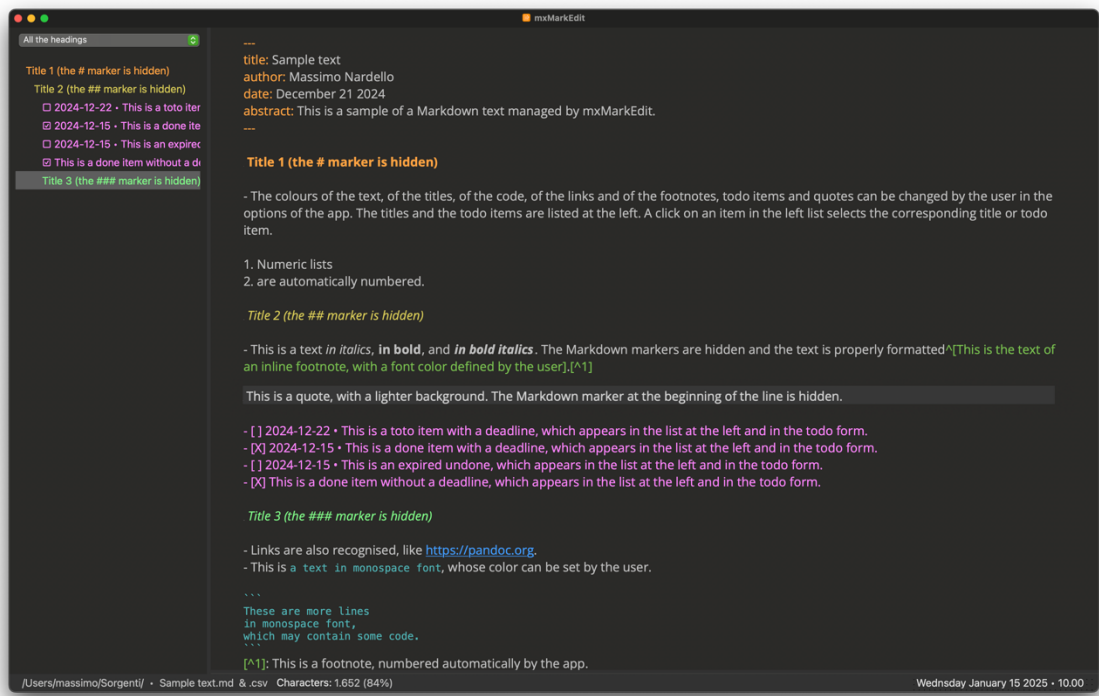 mxMarkEdit
All the headings
Title 1 (the # marker is hidden)
Title 2 (the ## marker is hidden)
☐ 2024-12-22 • This is a toto iter
☑ 2024-12-15 • This is a done ite
☐ 2024-12-15 • This is an expired
☑ This is a done item without a de
Title 3 (the ### marker is hidden)
---
title: Sample text
author: Massimo Nardello
date: December 21 2024
abstract: This is a sample of a Markdown text managed by mxMarkEdit.
---
Title 1 (the # marker is hidden)
- The colours of the text, of the titles, of the code, of the links and of the footnotes, todo items and quotes can be changed by the user in the
options of the app. The titles and the todo items are listed at the left. A click on an item in the left list selects the corresponding title or todo
item.
1. Numeric lists
2. are automatically numbered.
Title 2 (the ## marker is hidden)
- This is a text in italics, in bold, and in bold italics. The Markdown markers are hidden and the text is properly formatted^[This is the text of
an inline footnote, with a font color defined by the user].[^1]
This is a quote, with a lighter background. The Markdown marker at the beginning of the line is hidden.
- [ ] 2024-12-22 • This is a toto item with a deadline, which appears in the list at the left and in the todo form.
- [X] 2024-12-15 • This is a done item with a deadline, which appears in the list at the left and in the todo form.
- [ ] 2024-12-15 • This is an expired undone, which appears in the list at the left and in the todo form.
- [X] This is a done item without a deadline, which appears in the list at the left and in the todo form.
Title 3 (the ### marker is hidden)
- Links are also recognised, like https://pandoc.org.
- This is a text in monospace font, whose color can be set by the user.
```
These are more lines
in monospace font,
which may contain some code.
```
[^1]: This is a footnote, numbered automatically by the app.
/Users/massimo/Sorgenti/ • Sample text.md & .csv Characters: 1.652 (84%)
Wednsday January 15 2025 • 10.00